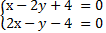 x − 2y + 4 = 0
2x − y − 4 = 0